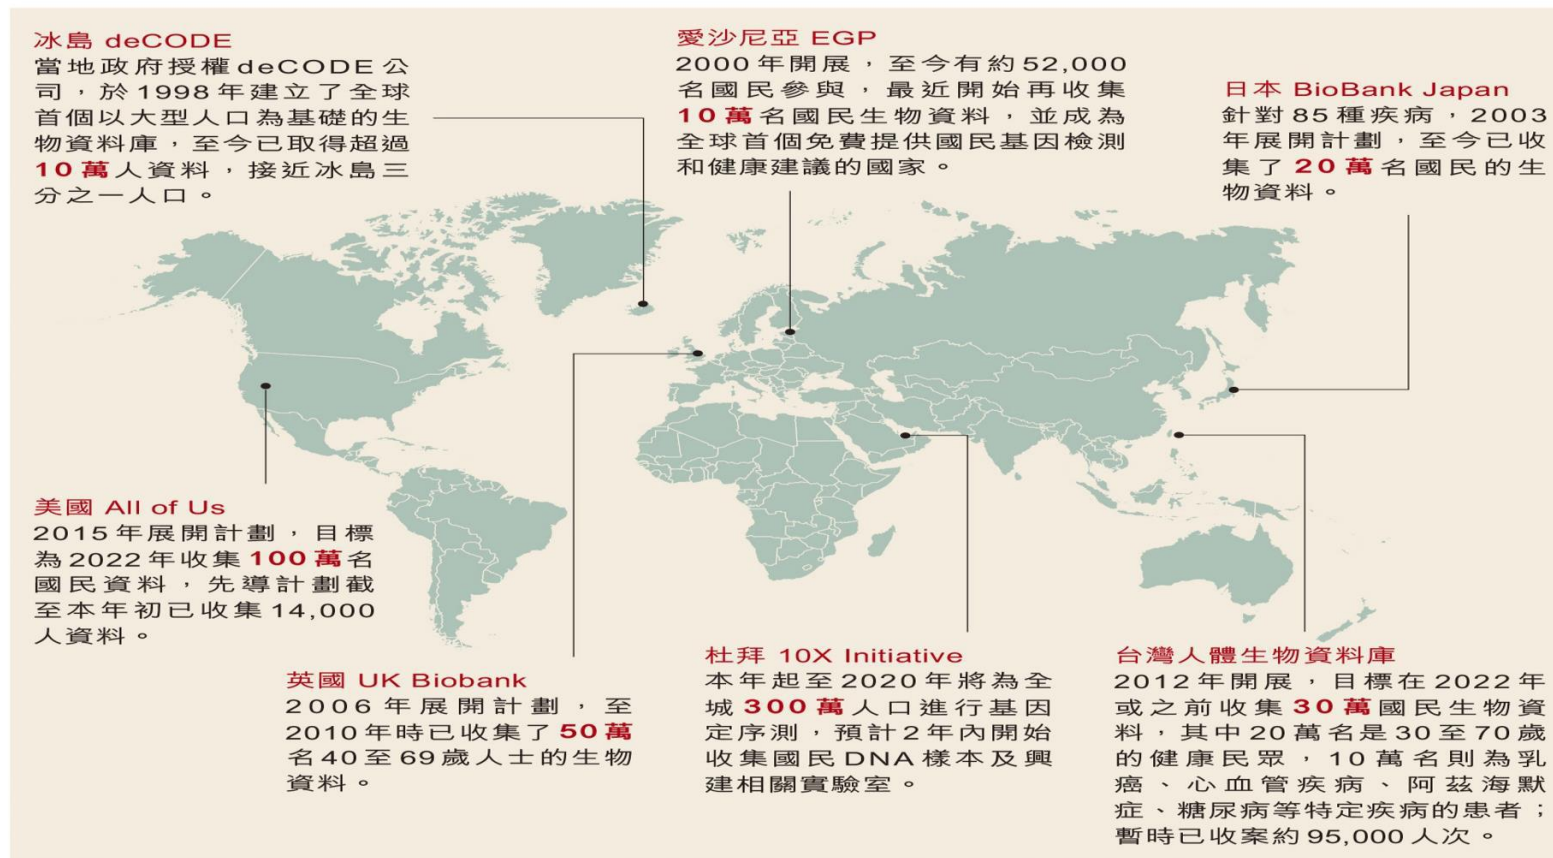 冰島 deCODE
當地政府授權deCODE公
司，於1998年建立了全球
首個以大型人口為基礎的生
物資料庫，至今已取得超過
10萬人資料，接近冰島三
分之一人口。
愛沙尼亞 EGP
2000年開展，至今有約52,000
名國民參與，最近開始再收集
10萬名國民生物資料，並成為
全球首個免費提供國民基因檢測
和健康建議的國家。
日本 BioBank Japan
針對85種疾病，2003
年展開計劃，至今已收
集了20萬名國民的生
物資料。
美國 All of Us
2015年展開計劃，目標
為2022年收集100萬名
國民資料，先導計劃截
至本年初已收集14,000
人資料。
英國 UK Biobank
2006年展開計劃，至
2010年時已收集了50萬
名40至69歲人士的生物
資料。
杜拜 10X Initiative
本年起至2020年將為全
城300萬人口進行基因
定序測，預計2年內開始
收集國民DNA樣本及興
建相關實驗室。
台灣人體生物資料庫
2012年開展，目標在2022年
或之前收集30萬國民生物資
料，其中20萬名是30至70歲
的健康民眾，10萬名則為乳
癌、心血管疾病、阿茲海默
症、糖尿病等特定疾病的患者；
暫時已收案約95,000人次。